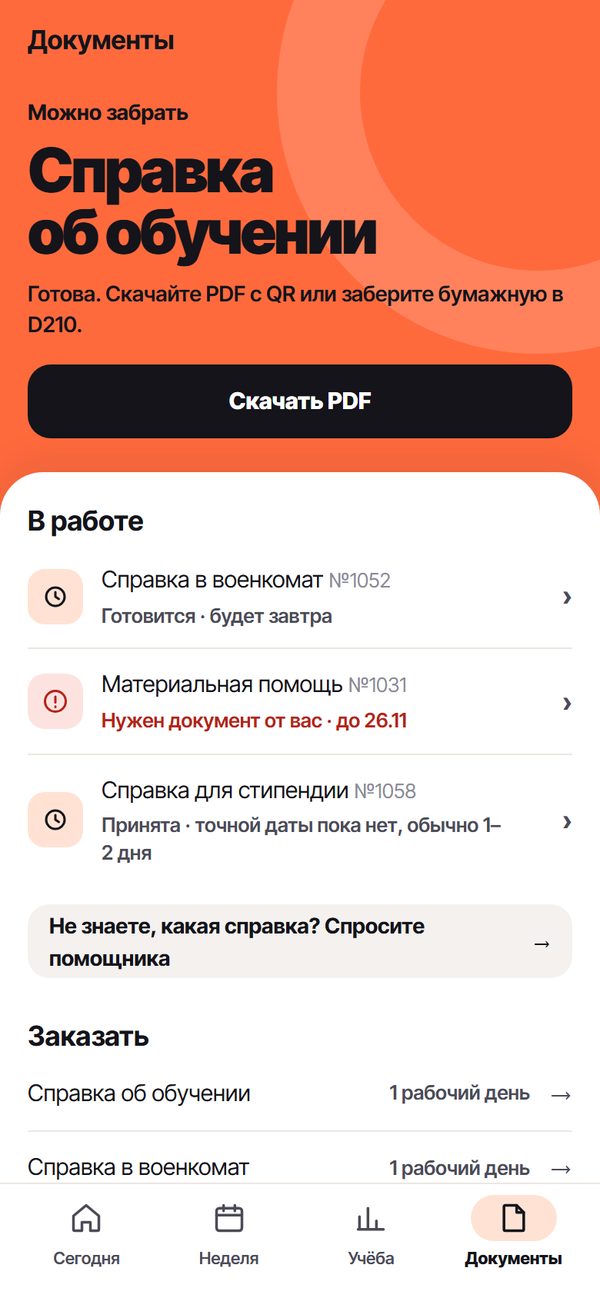 Документы
Можно забрать
Справка
об обучении
Готова. Скачайте PDF с QR или заберите бумажную в
D210.
Скачать PDF
В работе
Справка в военкомат №1052
Готовится · будет завтра
›
Материальная помощь №1031
Нужен документ от вас · до 26.11
›
Справка для стипендии №1058
Принята · точной даты пока нет, обычно 1–
2 дня
›
Не знаете, какая справка? Спросите
помощника
→
Заказать
Справка об обучении 1 рабочий день →
Справка в военкомат 1 рабочий день →
Сегодня Неделя Учёба Документы